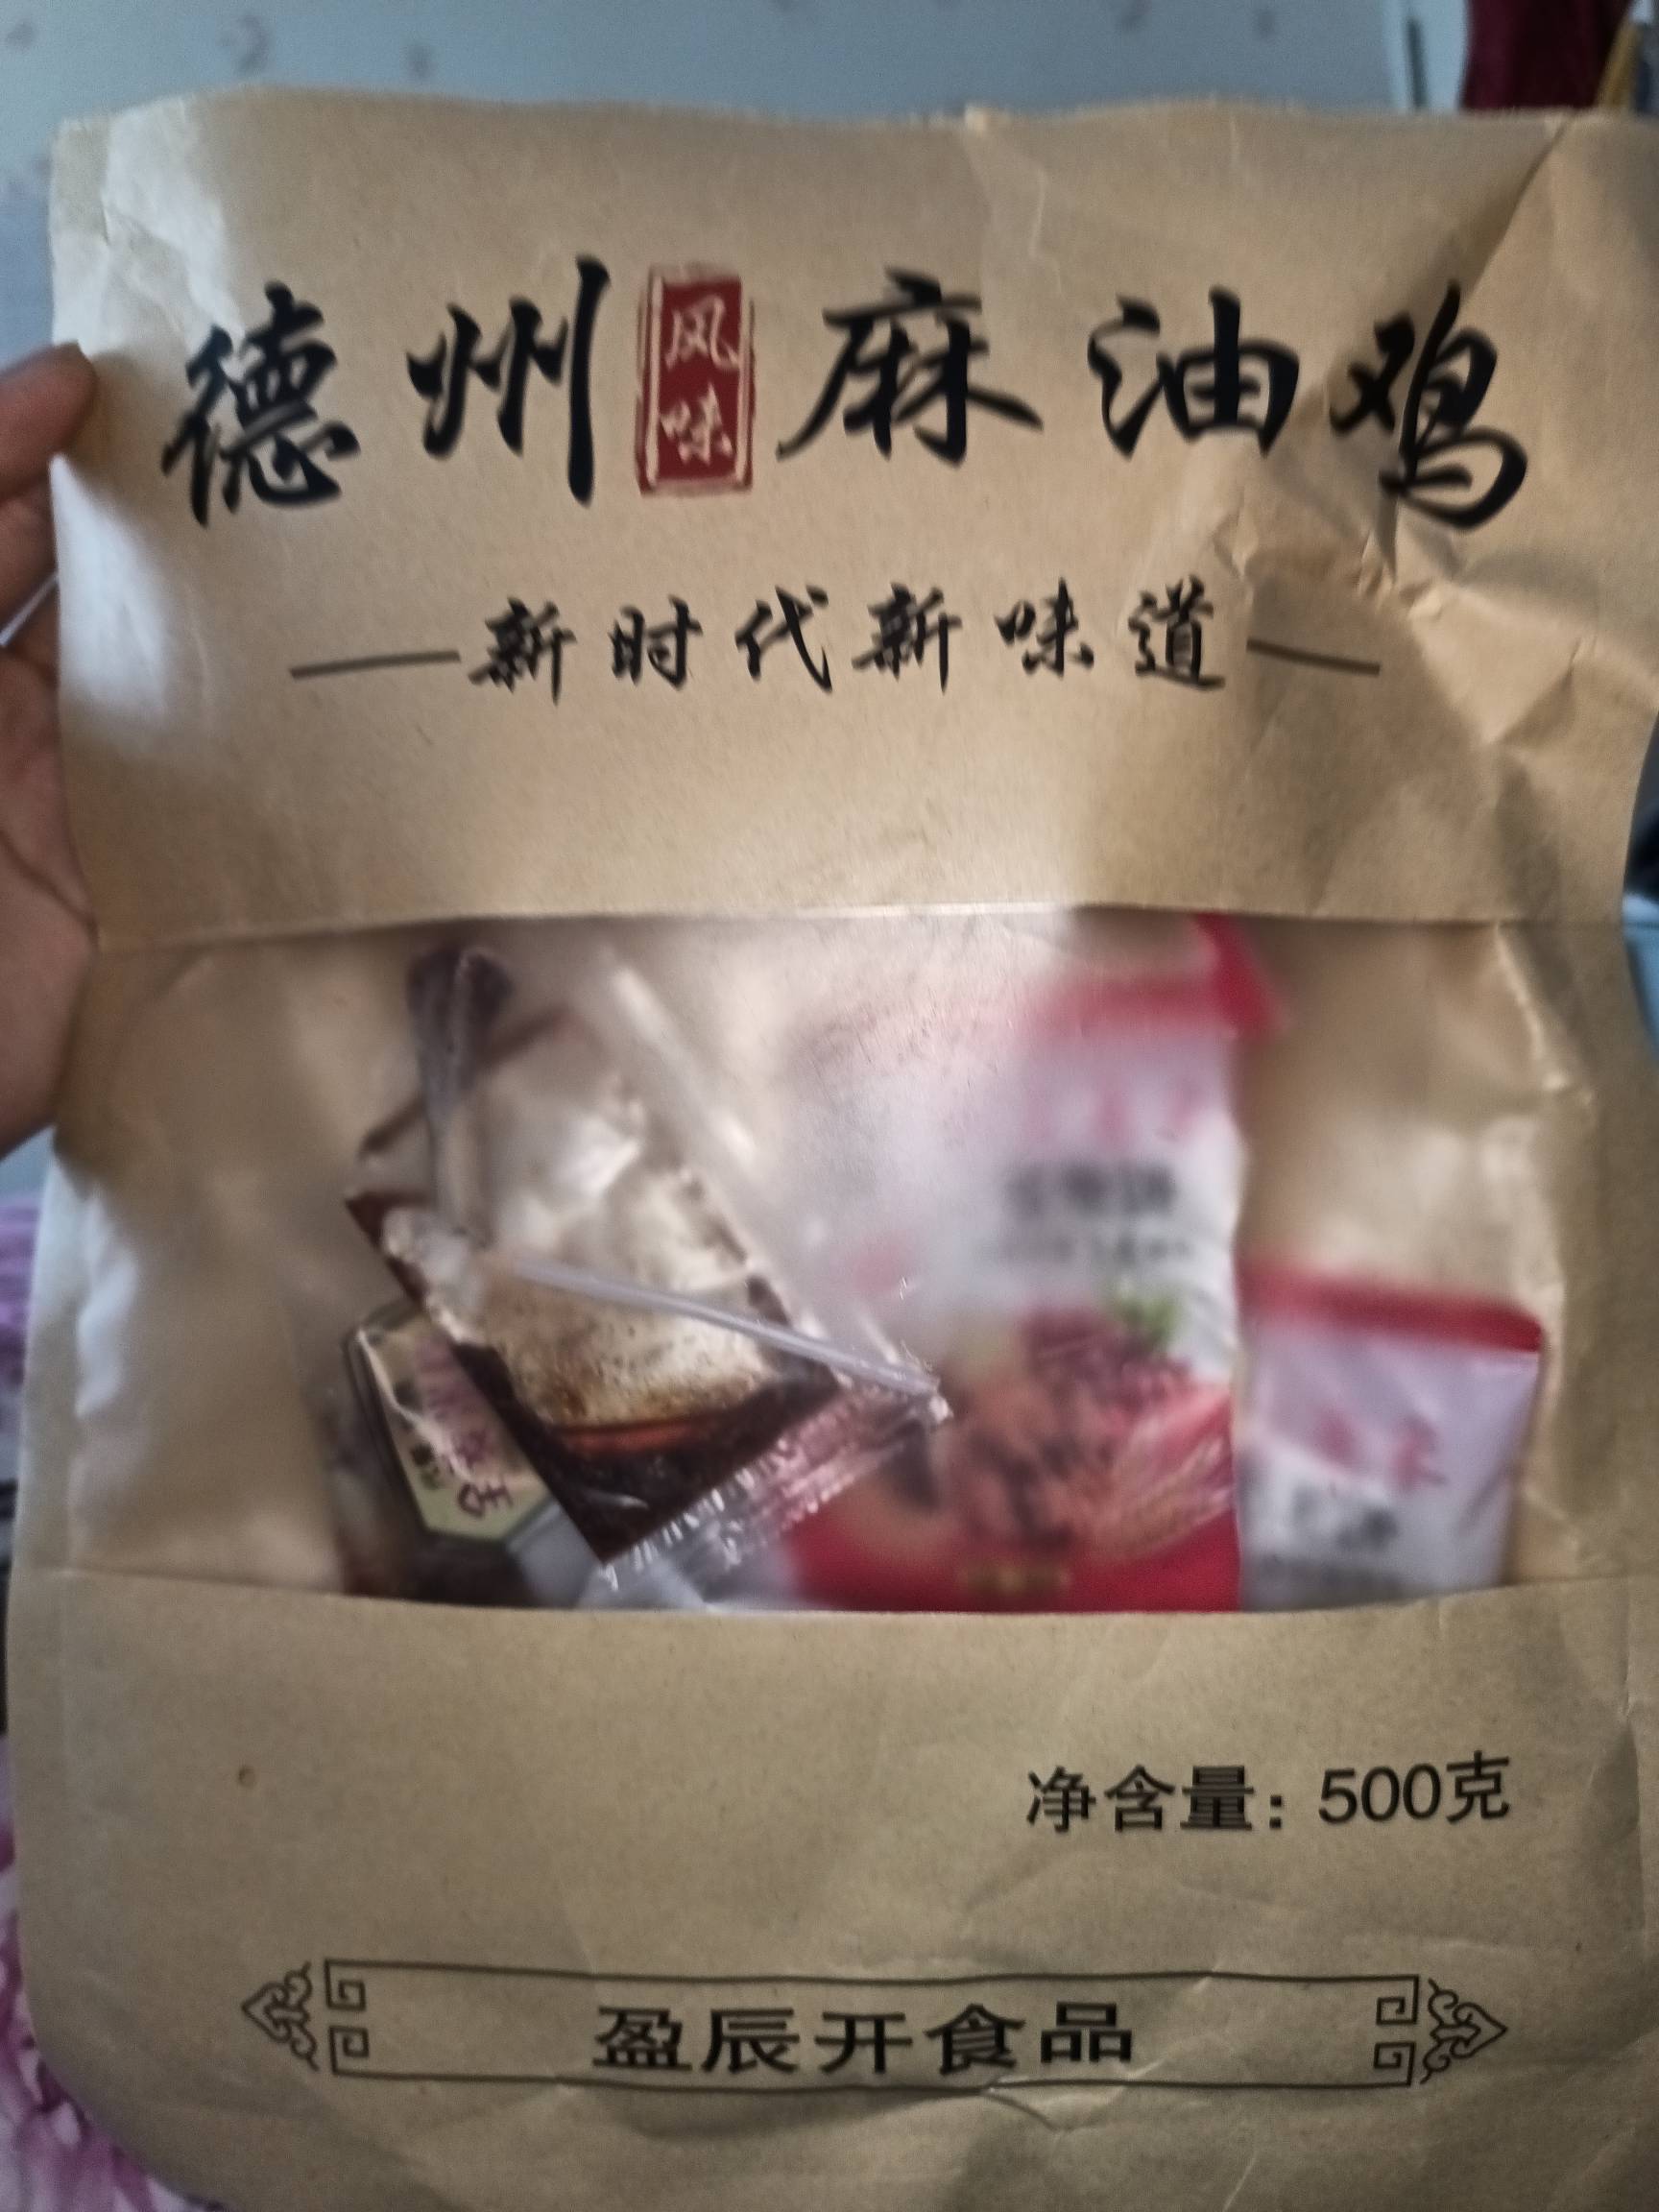 德州风味麻油鸡
新时代新味道
净含量：500克
盈辰开食品